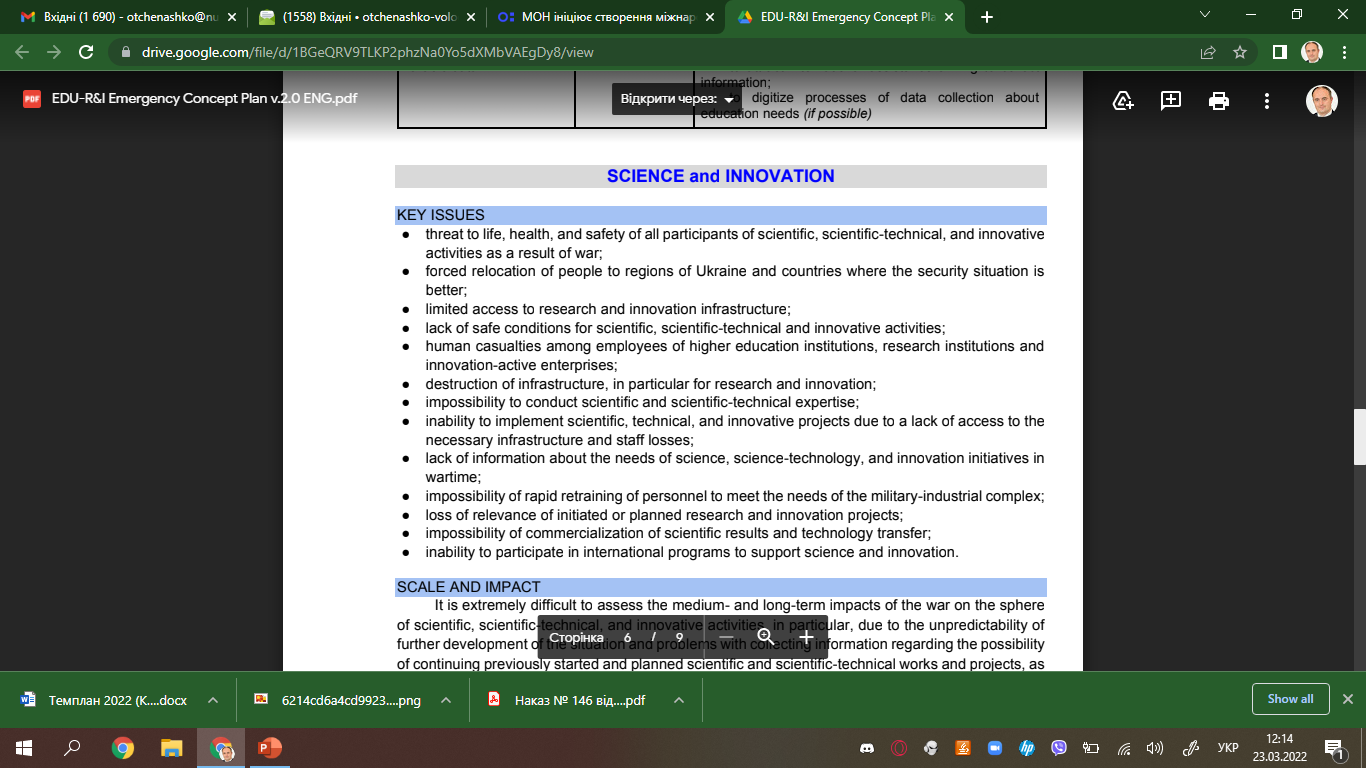 Вхідні (1 690) - otchenashko@nu
(1558) Вхідні • otchenashko-volo
МОН ініціює створення міжнар
EDU-R&I Emergency Concept Pla
drive.google.com/file/d/1BGeQRV9TLKP2phzNa0Yo5dXMbVAEgDy8/view
PDF EDU-R&I Emergency Concept Plan v.2.0 ENG.pdf
Відкрити через:
information;
digitize processes of data collection about
education needs (if possible)
SCIENCE and INNOVATION
KEY ISSUES
● threat to life, health, and safety of all participants of scientific, scientific-technical, and innovative
activities as a result of war;
● forced relocation of people to regions of Ukraine and countries where the security situation is
better;
● limited access to research and innovation infrastructure;
● lack of safe conditions for scientific, scientific-technical and innovative activities;
● human casualties among employees of higher education institutions, research institutions and
innovation-active enterprises;
● destruction of infrastructure, in particular for research and innovation;
● impossibility to conduct scientific and scientific-technical expertise;
● inability to implement scientific, technical, and innovative projects due to a lack of access to the
necessary infrastructure and staff losses;
● lack of information about the needs of science, science-technology, and innovation initiatives in
wartime;
● impossibility of rapid retraining of personnel to meet the needs of the military-industrial complex;
● loss of relevance of initiated or planned research and innovation projects;
● impossibility of commercialization of scientific results and technology transfer;
● inability to participate in international programs to support science and innovation.
SCALE AND IMPACT
It is extremely difficult to assess the medium- and long-term impacts of the war on the sphere
of scientific, scientific-technical, and innovative activities, in particular, due to the unpredictability of
further development of the situation and problems with collecting information regarding the possibility
of continuing previously started and planned scientific and scientific-technical works and projects, as
Сторінка 6 / 9
Темплан 2022 (К....docx
6214cd6a4cd9923....png
Наказ № 146 від....pdf
Show all
УКР
12:14
23.03.2022
1